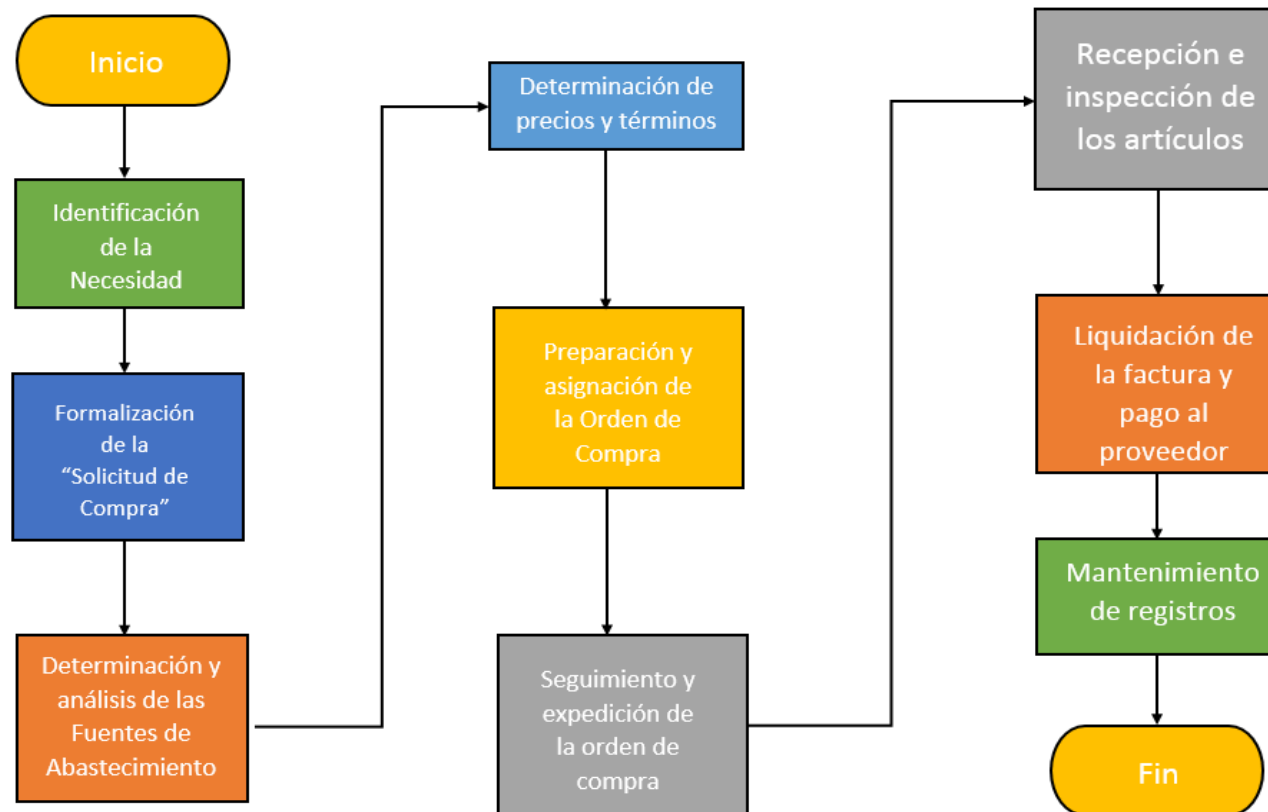 Inicio
Identificación
de la
Necesidad
Formalización
de la
“Solicitud de
Compra”
Determinación y
análisis de las
Fuentes de
Abastecimiento
Determinación de
precios y términos
Preparación y
asignación de
la Orden de
Compra
Seguimiento y
expedición de
la orden de
compra
Recepción e
inspección de
los artículos
Liquidación de
la factura y
pago al
proveedor
Mantenimiento
de registros
Fin